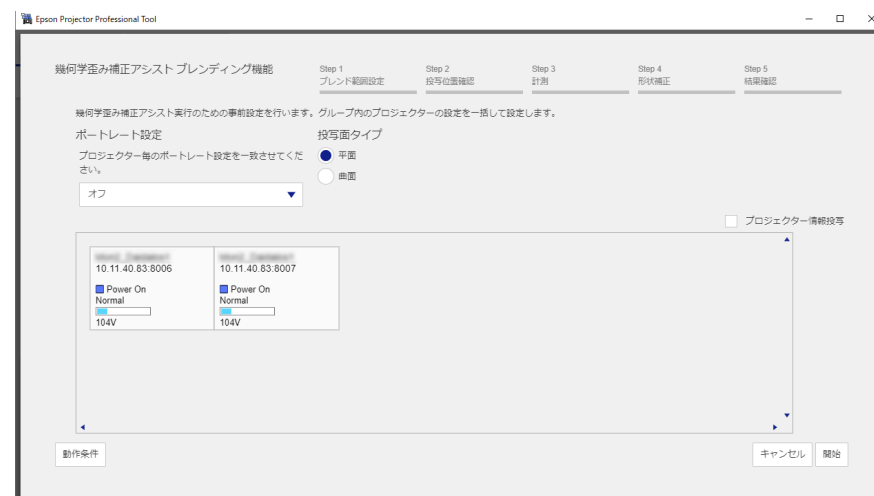 Epson Projector Professional Tool
幾何学歪み補正アシスト ブレンディング機能
Step 1
ブレンド範囲設定
Step 2
投写位置確認
Step 3
計測
Step 4
形状補正
Step 5
結果確認
幾何学歪み補正アシスト実行のための事前設定を行います。グループ内のプロジェクターの設定を一括して設定します。
ポートレート設定
プロジェクター毎のポートレート設定を一致させてくだ
さい。
オフ
投写面タイプ
平面
曲面
プロジェクター情報投写
10.11.40.83:8006
Power On
Normal
104V
10.11.40.83:8007
Power On
Normal
104V
動作条件
キャンセル
開始